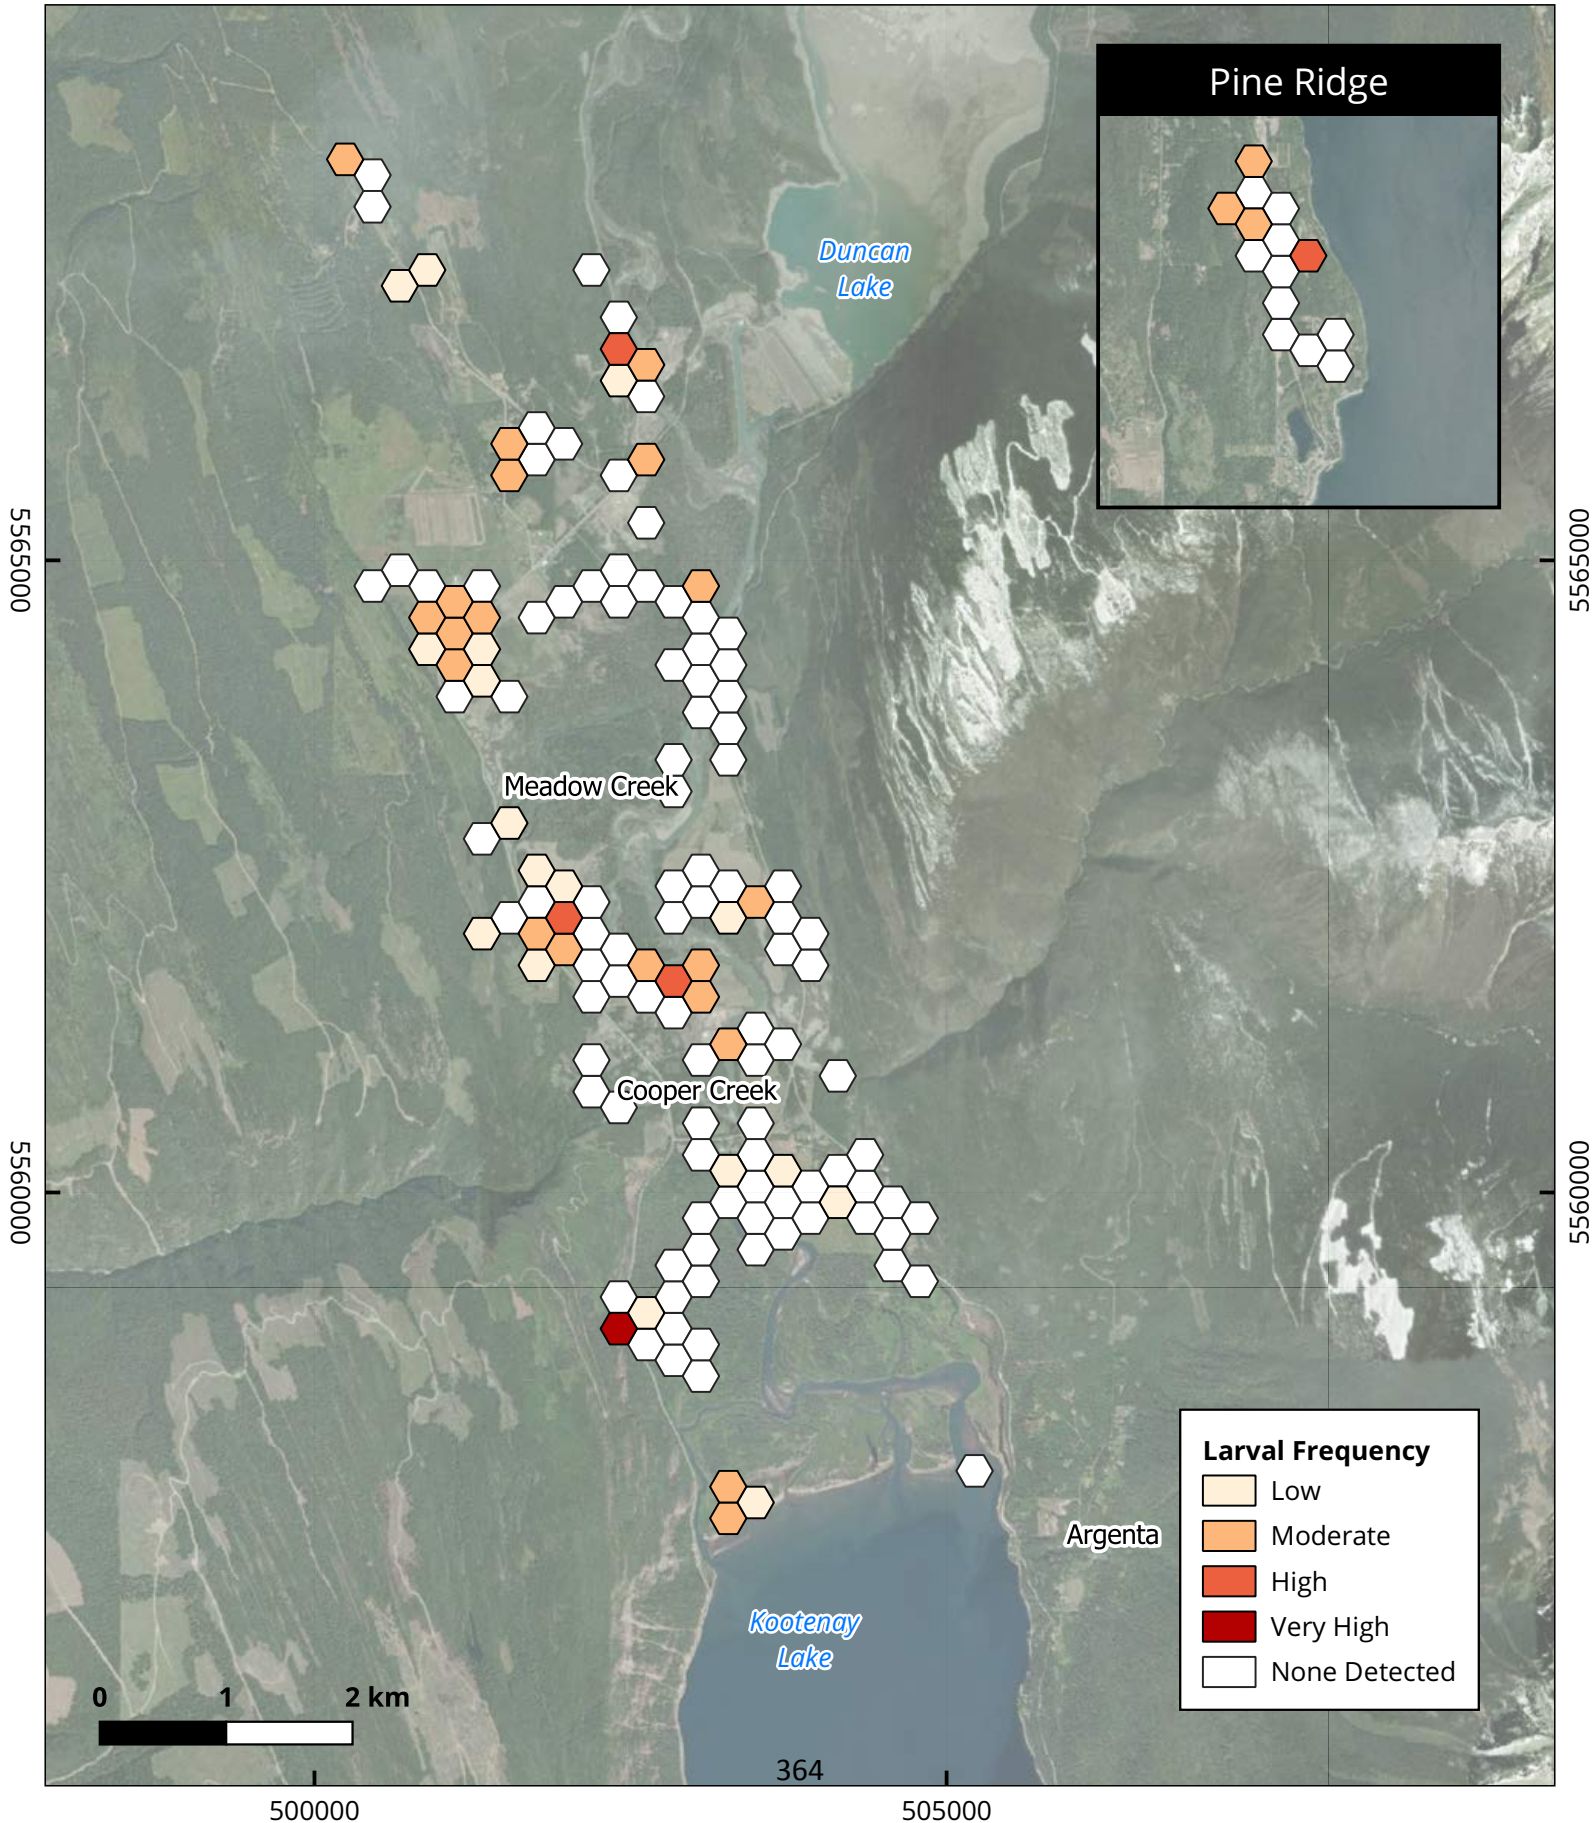 Pine Ridge
Duncan
Lake
5565000
5565000
Meadow Creek
Cooper Creek
5560000
5560000
Larval Frequency
Low
Moderate
High
Very High
None Detected
Argenta
Kootenay
Lake
0 1 2 km
364
500000 505000